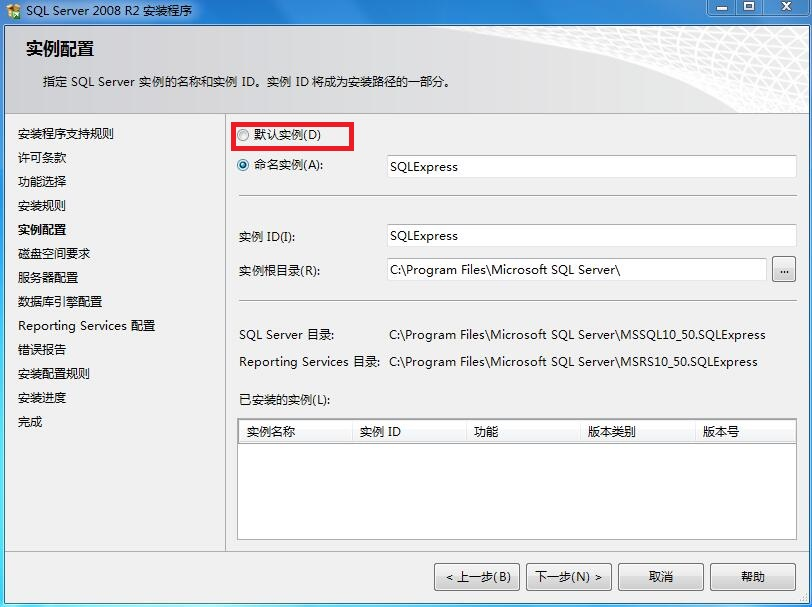 SQL Server 2008 R2 安装程序
实例配置
指定 SQL Server 实例的名称和实例 ID。实例 ID 将成为安装路径的一部分。
安装程序支持规则
许可条款
功能选择
安装规则
实例配置
磁盘空间要求
服务器配置
数据库引擎配置
Reporting Services 配置
错误报告
安装配置规则
安装进度
完成
默认实例(D)
命名实例(A): SQLExpress
实例 ID(I): SQLExpress
实例根目录(R): C:\Program Files\Microsoft SQL Server\ ...
SQL Server 目录: C:\Program Files\Microsoft SQL Server\MSSQL10_50.SQLExpress
Reporting Services 目录: C:\Program Files\Microsoft SQL Server\MSRS10_50.SQLExpress
已安装的实例(L):
实例名称 实例 ID 功能 版本类别 版本号
< 上一步(B) 下一步(N) > 取消 帮助